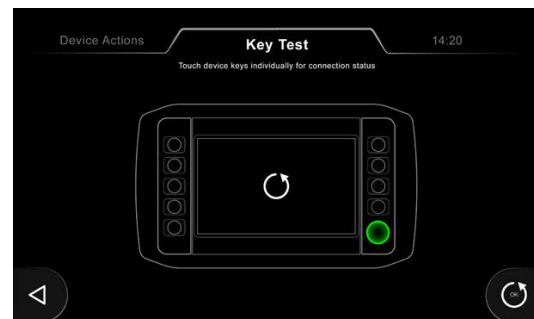 Device Actions
Key Test
14:20
Touch device keys individually for connection status
OK